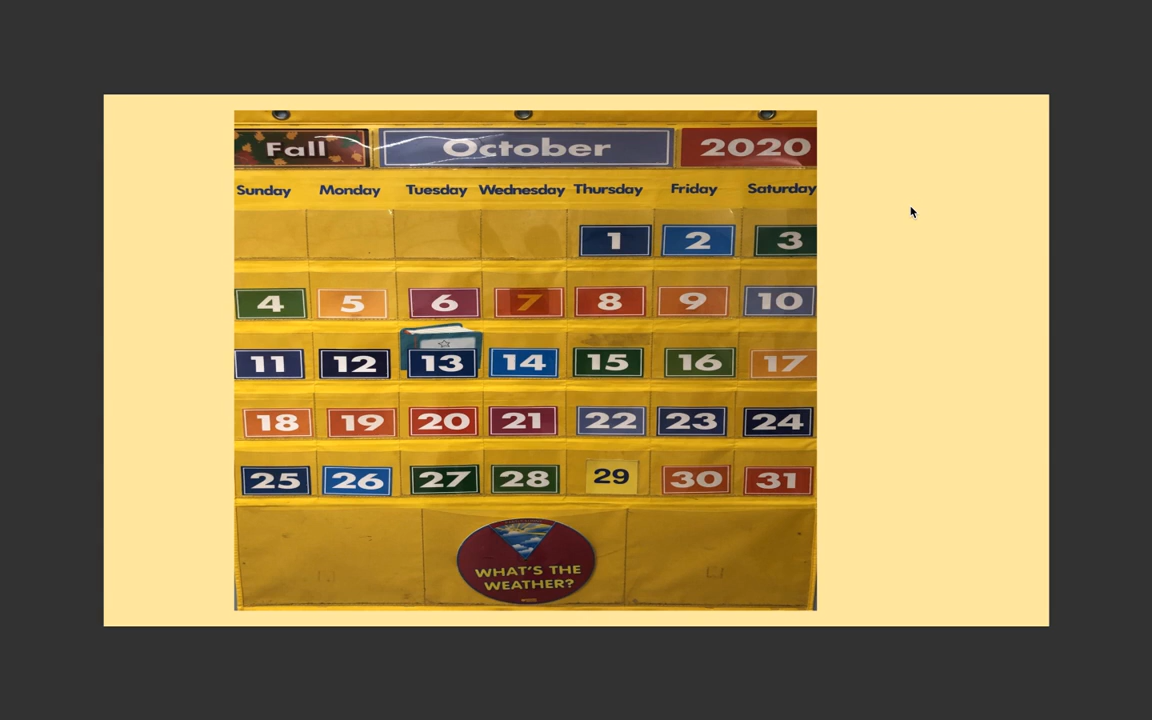 Fall October 2020
Sunday Monday Tuesday Wednesday Thursday Friday Saturday
1 2 3
4 5 6 7 8 9 10
11 12 13 14 15 16 17
18 19 20 21 22 23 24
25 26 27 28 29 30 31
WHAT'S THE
WEATHER?